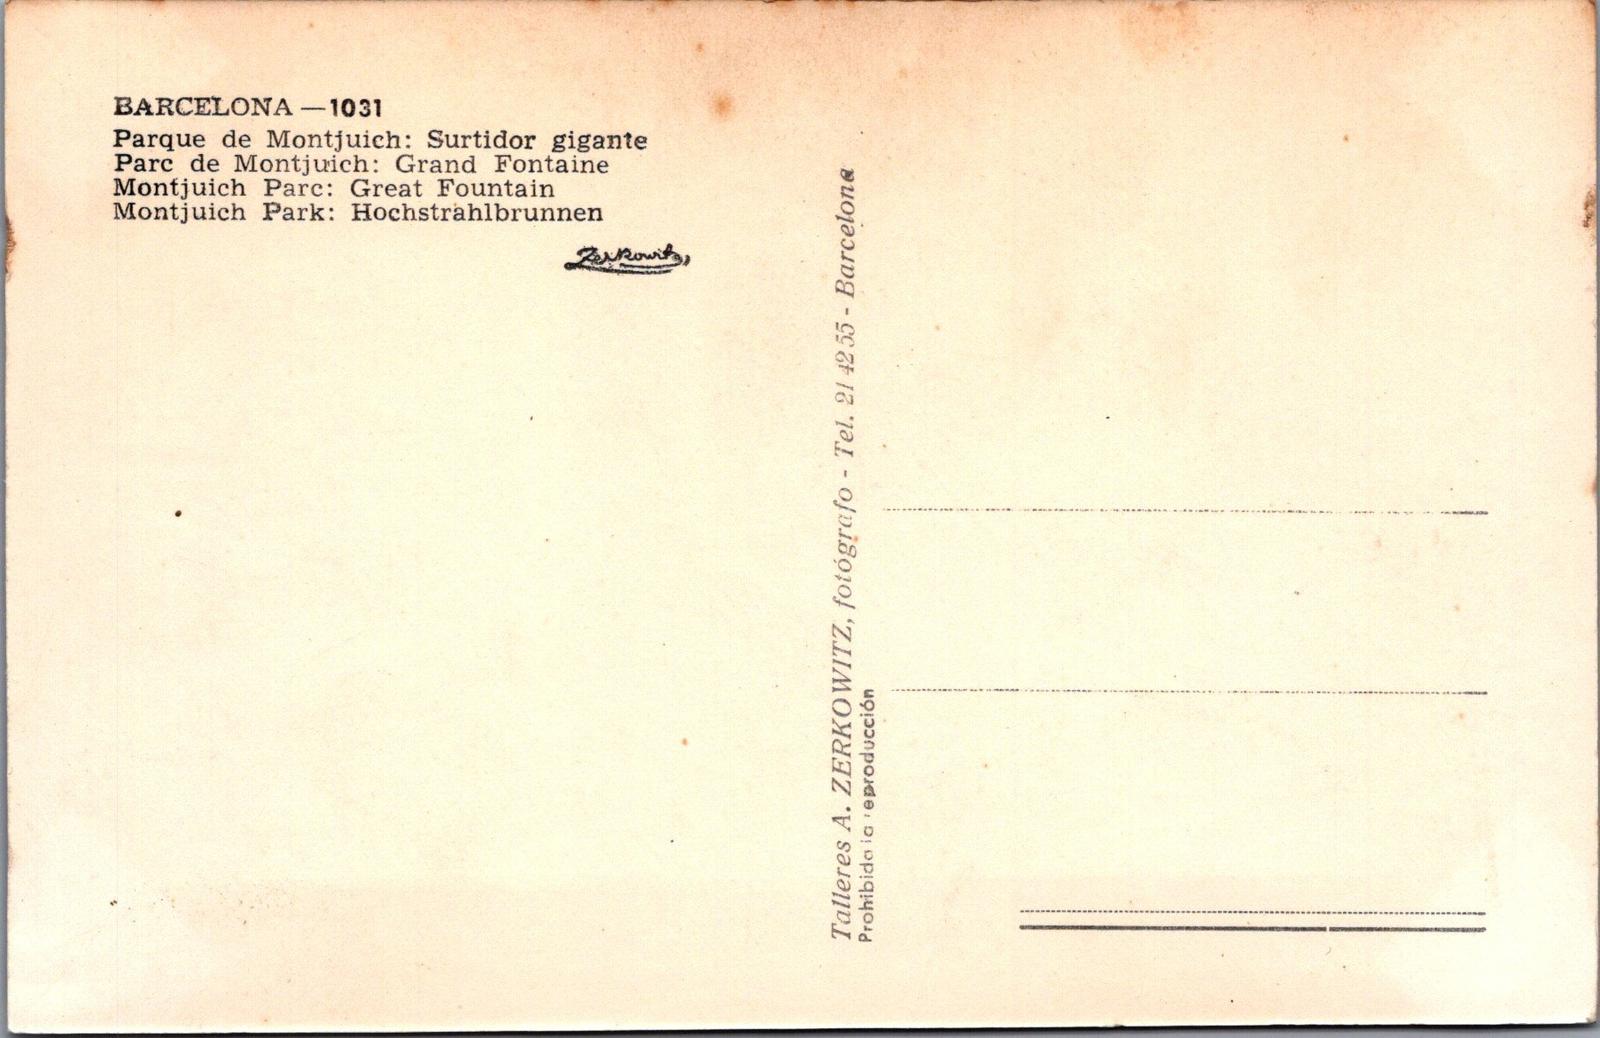 BARCELONA — 1031
Parque de Montjuich: Surtidor gigante
Parc de Montjuich: Grand Fontaine
Montjuich Parc: Great Fountain
Montjuich Park: Hochstrahlbrunnen
Zerkowitz
Talleres A. ZERKOWITZ, fotógrafo - Tel. 21 42 55 - Barcelona
Prohibida la reproducción